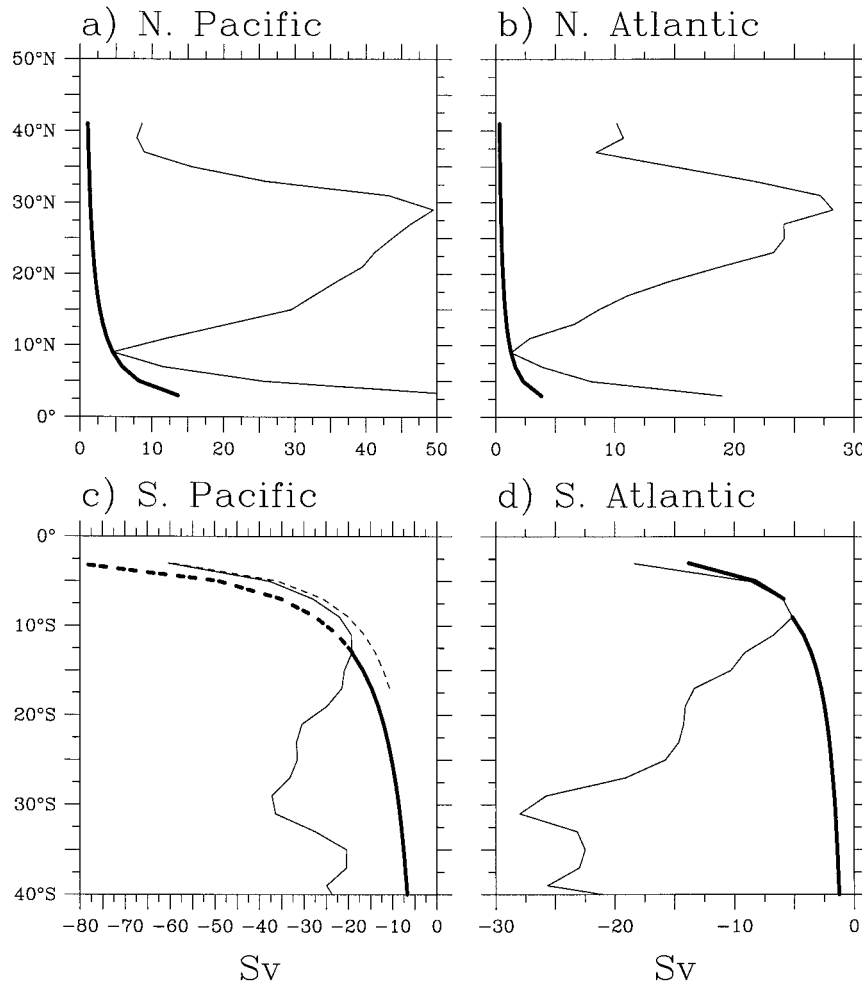 a) N. Pacific
b) N. Atlantic
50°N
40°N
30°N
20°N
10°N
0°
0 10 20 30 40 50
0 10 20 30
c) S. Pacific
d) S. Atlantic
0°
10°S
20°S
30°S
40°S
-80 -70 -60 -50 -40 -30 -20 -10 0
-30 -20 -10 0
Sv
Sv